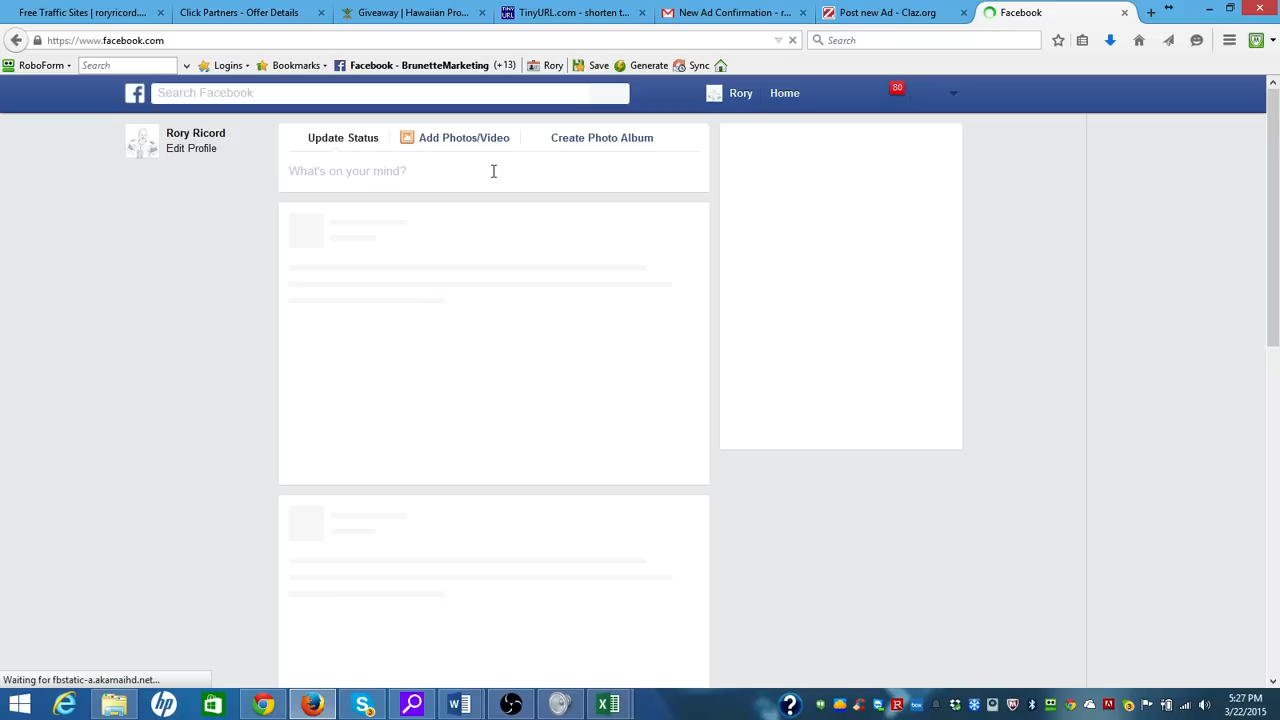 Free Traffic Sites | roryricord....
Click Partners - Offer Details
Giveaway | Hawaiian Pro...
TinyURL.com - shorten t...
New Ad Confirmation - r...
Post new Ad - Claz.org
Facebook
https://www.facebook.com
Search
RoboForm
Search
Logins
Bookmarks
Facebook - BrunetteMarketing (+13)
Rory
Save
Generate
Sync
Search Facebook
Rory
Home
80
Rory Ricord
Edit Profile
Update Status
Add Photos/Video
Create Photo Album
What's on your mind?
Waiting for fbstatic-a.akamaihd.net...
5:27 PM
3/22/2015